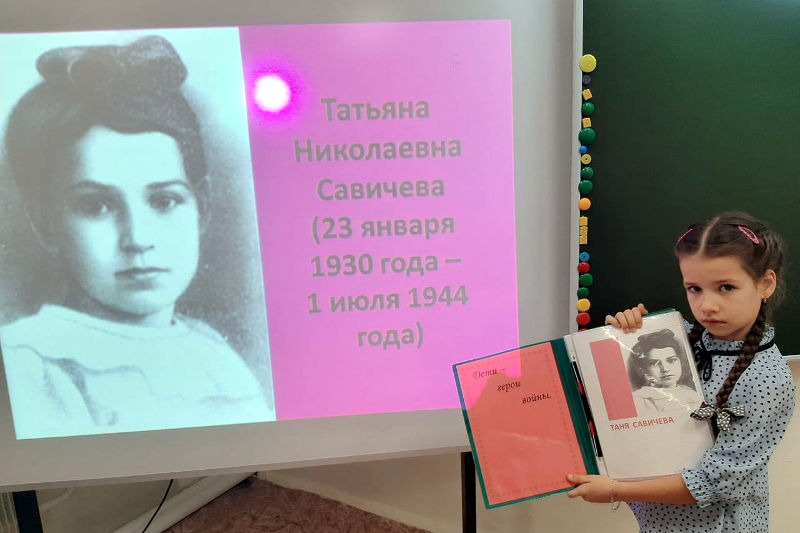 Татьяна
Николаевна
Савичева
(23 января
1930 года –
1 июля 1944
года)
Дети –
герои
войны.
ТАНЯ САВИЧЕВА